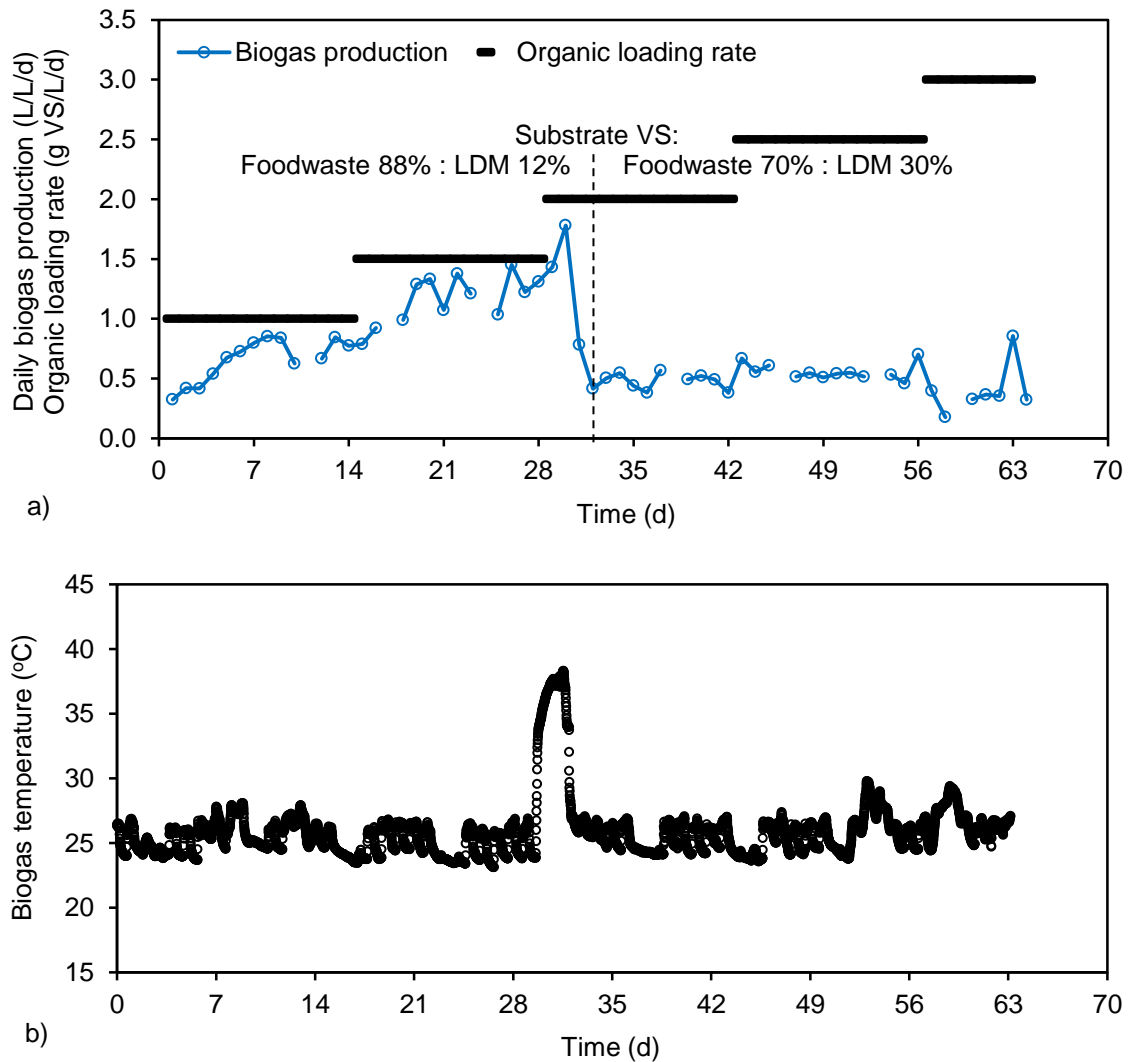 3.5
3.0
2.5
2.0
1.5
1.0
0.5
0.0
Daily biogas production (L/L/d)
Organic loading rate (g VS/L/d)
Biogas production
Organic loading rate
Substrate VS:
Foodwaste 88% : LDM 12%
Foodwaste 70% : LDM 30%
0 7 14 21 28 35 42 49 56 63 70
Time (d)
a)
45
40
35
30
25
20
15
Biogas temperature (ºC)
0 7 14 21 28 35 42 49 56 63 70
Time (d)
b)